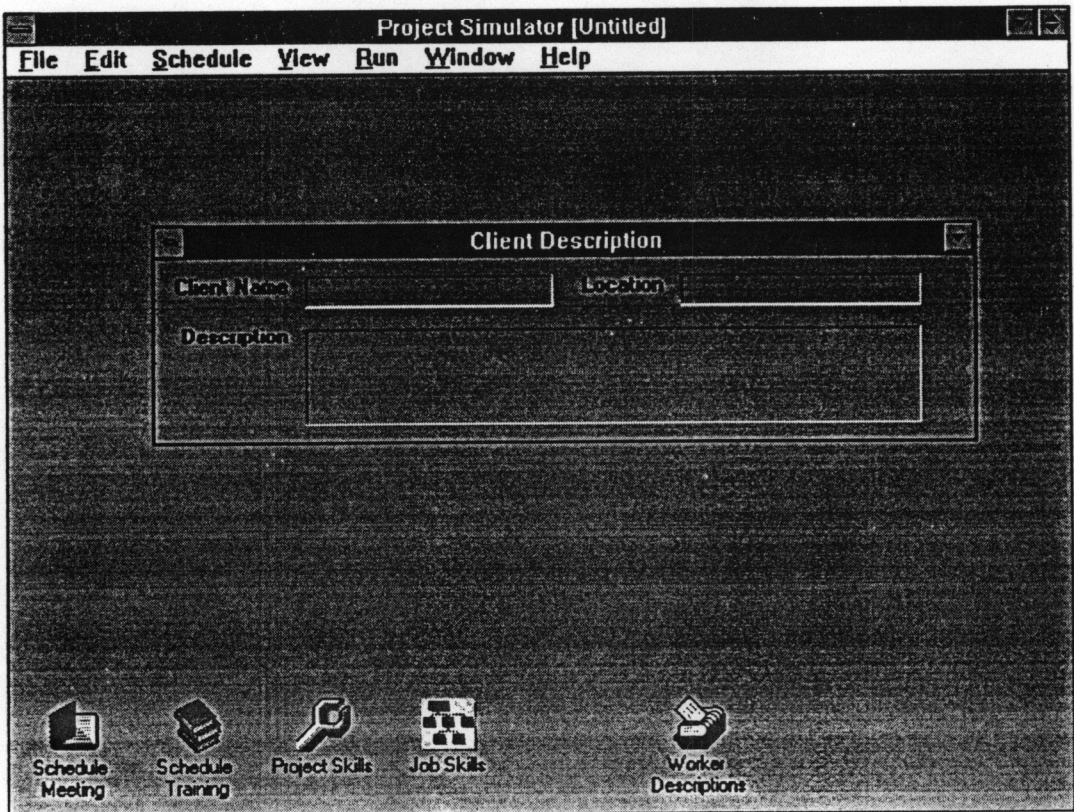 Project Simulator [Untitled]
File Edit Schedule View Run Window Help
Client Description
Client Name Location
Description
Schedule Meeting
Schedule Training
Project Skills
Job Skills
Worker Descriptions